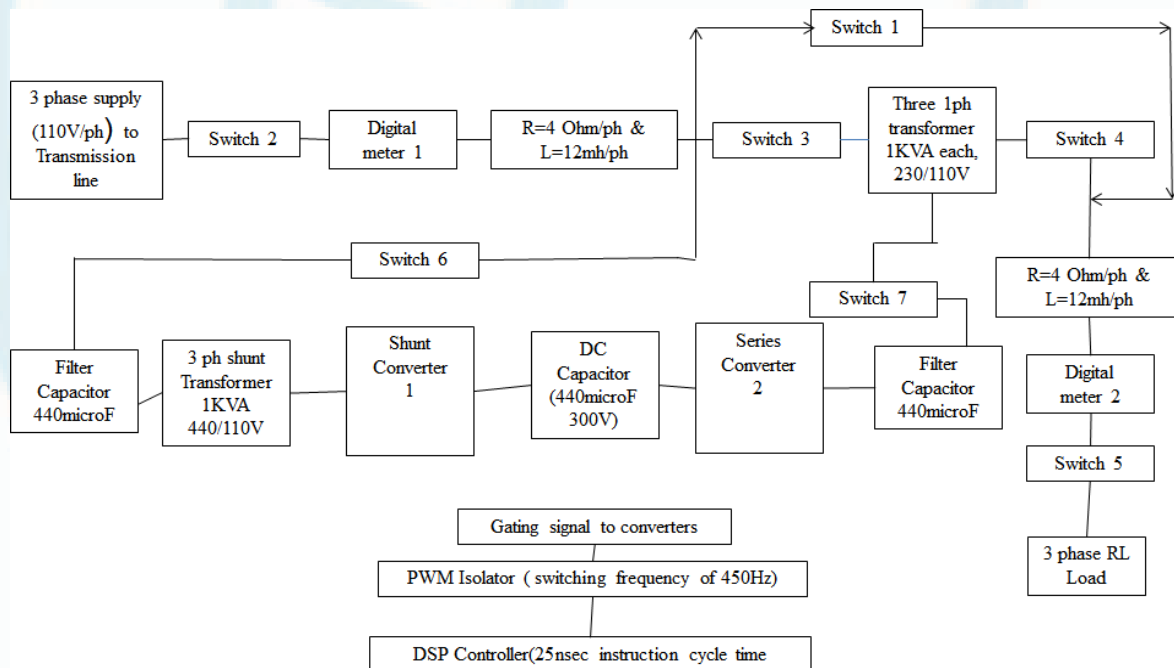 Switch 1
3 phase supply
(110V/ph) to
Transmission
line
Switch 2
Digital
meter 1
R=4 Ohm/ph &
L=12mh/ph
Switch 3
Three 1ph
transformer
1KVA each,
230/110V
Switch 4
Switch 6
Switch 7
R=4 Ohm/ph &
L=12mh/ph
Filter
Capacitor
440microF
3 ph shunt
Transformer
1KVA
440/110V
Shunt
Converter
1
DC
Capacitor
(440microF
300V)
Series
Converter
2
Filter
Capacitor
440microF
Digital
meter 2
Switch 5
3 phase RL
Load
Gating signal to converters
PWM Isolator ( switching frequency of 450Hz)
DSP Controller(25nsec instruction cycle time